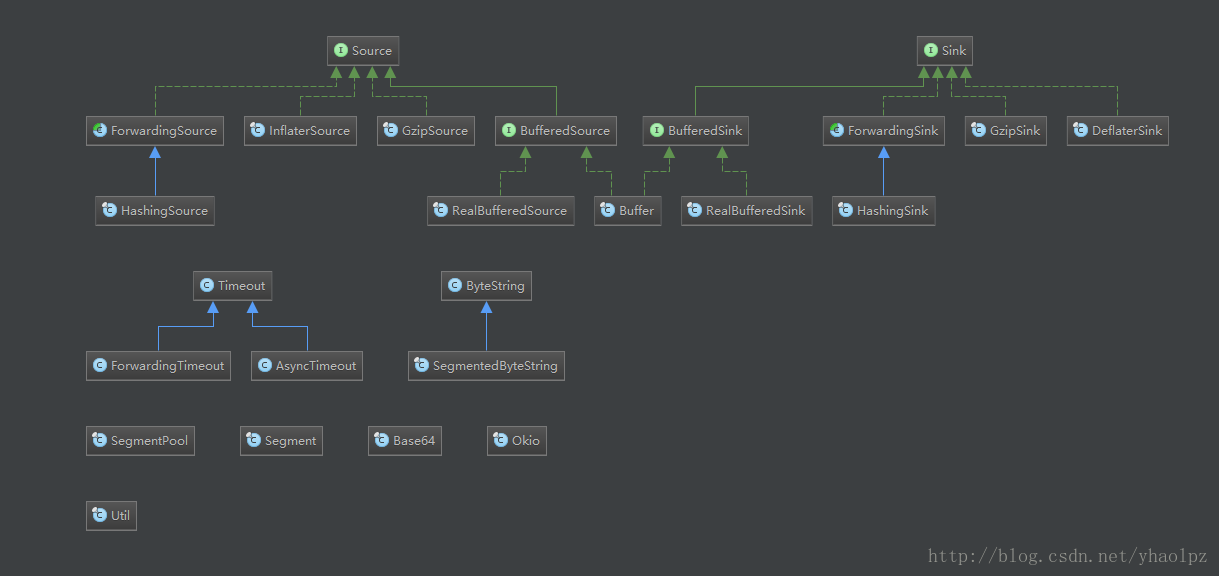 Source Sink
ForwardingSource InflaterSource GzipSource BufferedSource BufferedSink ForwardingSink GzipSink DeflaterSink
HashingSource RealBufferedSource Buffer RealBufferedSink HashingSink
Timeout ByteString
ForwardingTimeout AsyncTimeout SegmentedByteString
SegmentPool Segment Base64 Okio
Util
http://blog.csdn.net/yhaolpz